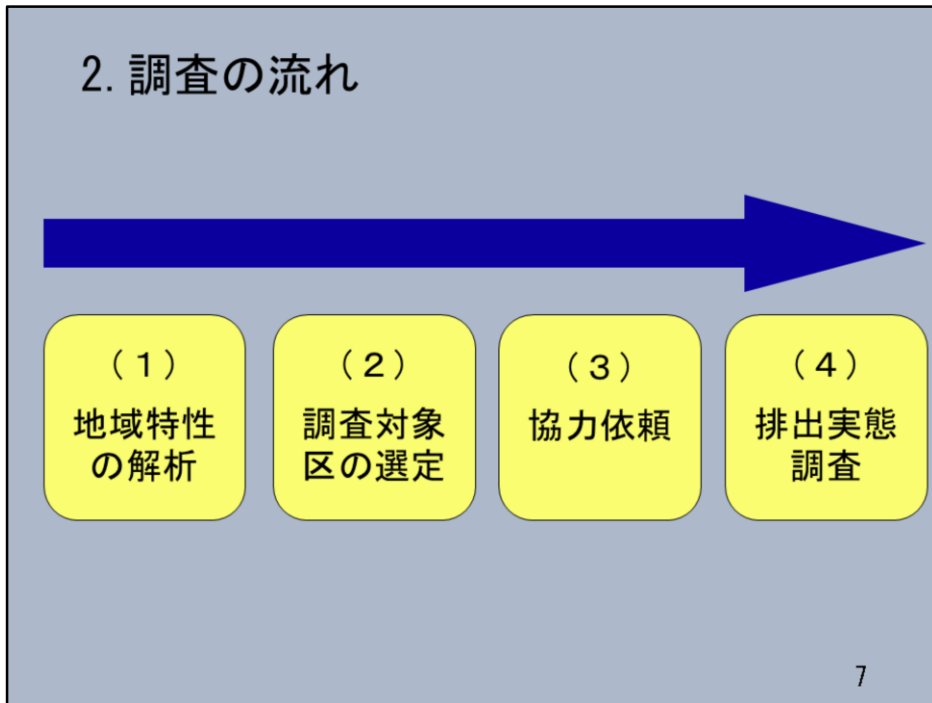 2. 調査の流れ
（１）
地域特性
の解析
（２）
調査対象
区の選定
（３）
協力依頼
（４）
排出実態
調査
7